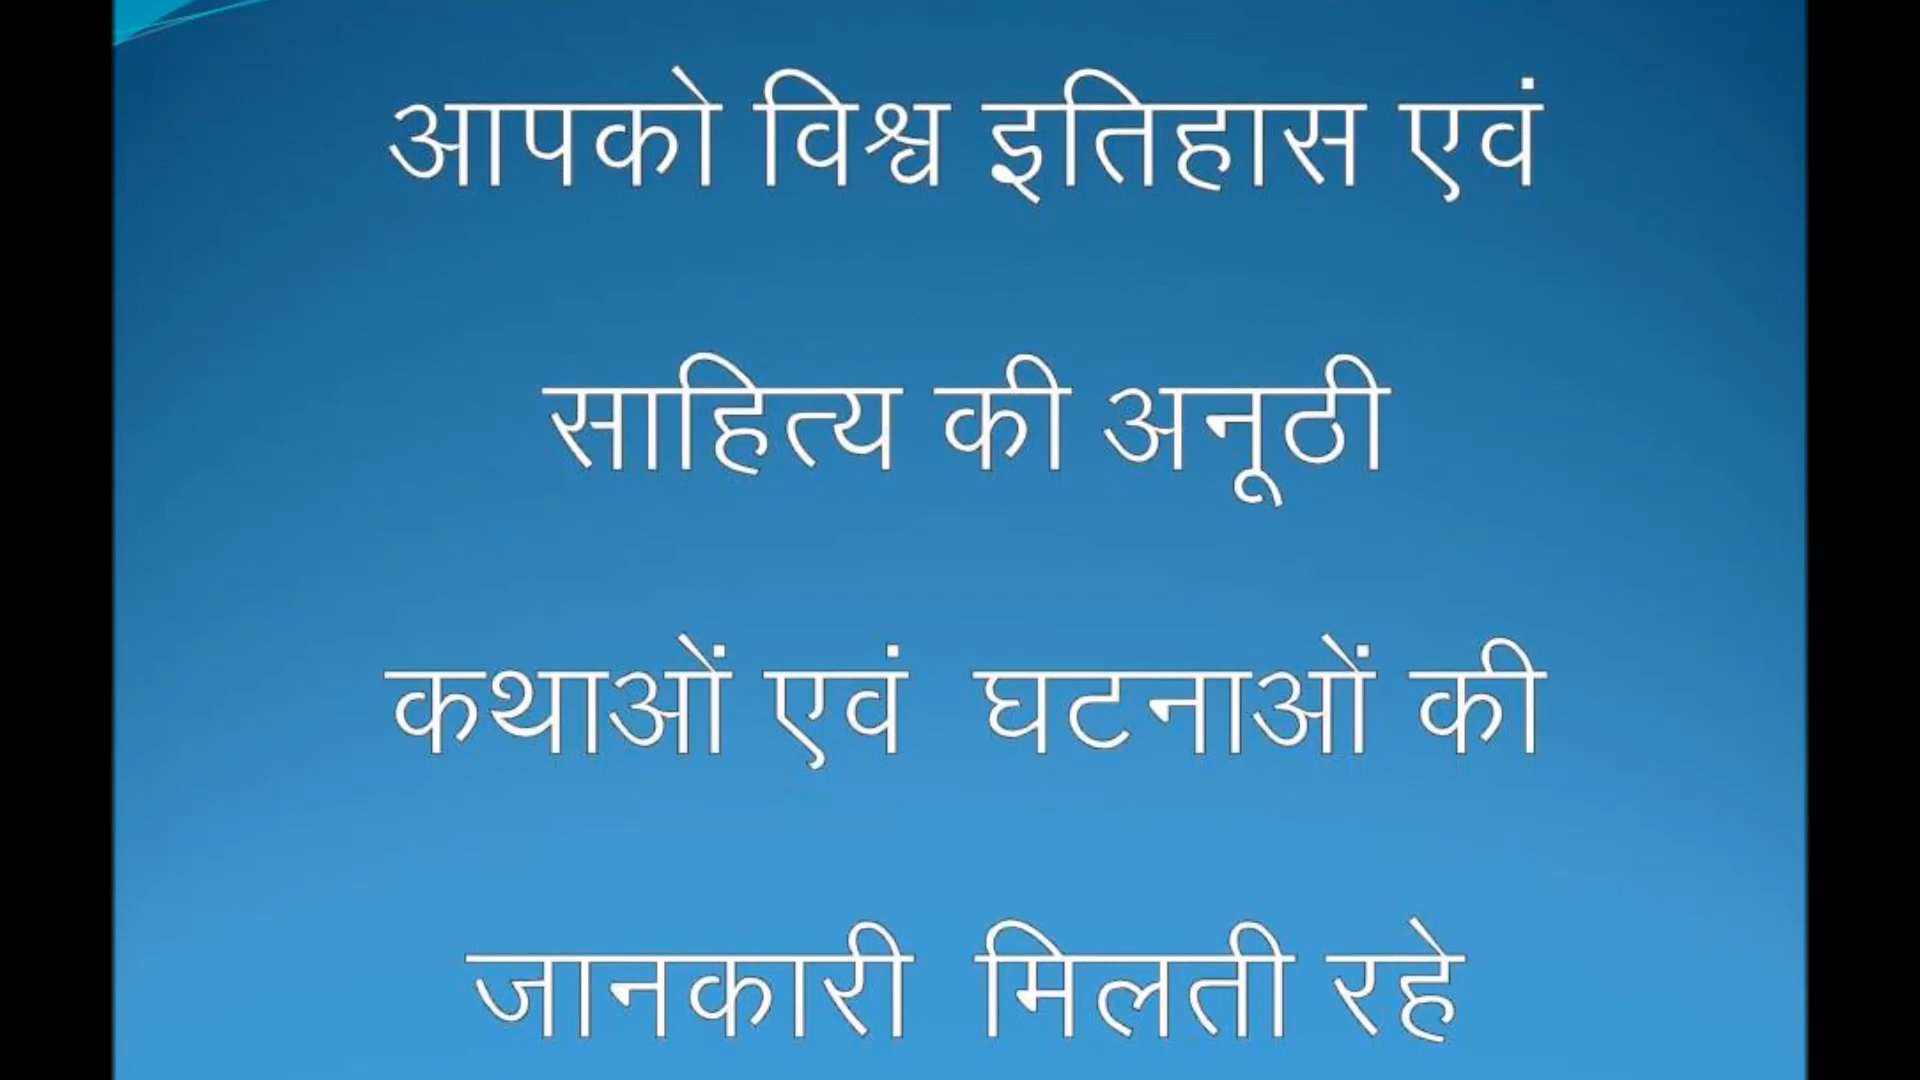 आपको विश्व इतिहास एवं
साहित्य की अनूठी
कथाओं एवं  घटनाओं की
जानकारी  मिलती रहे